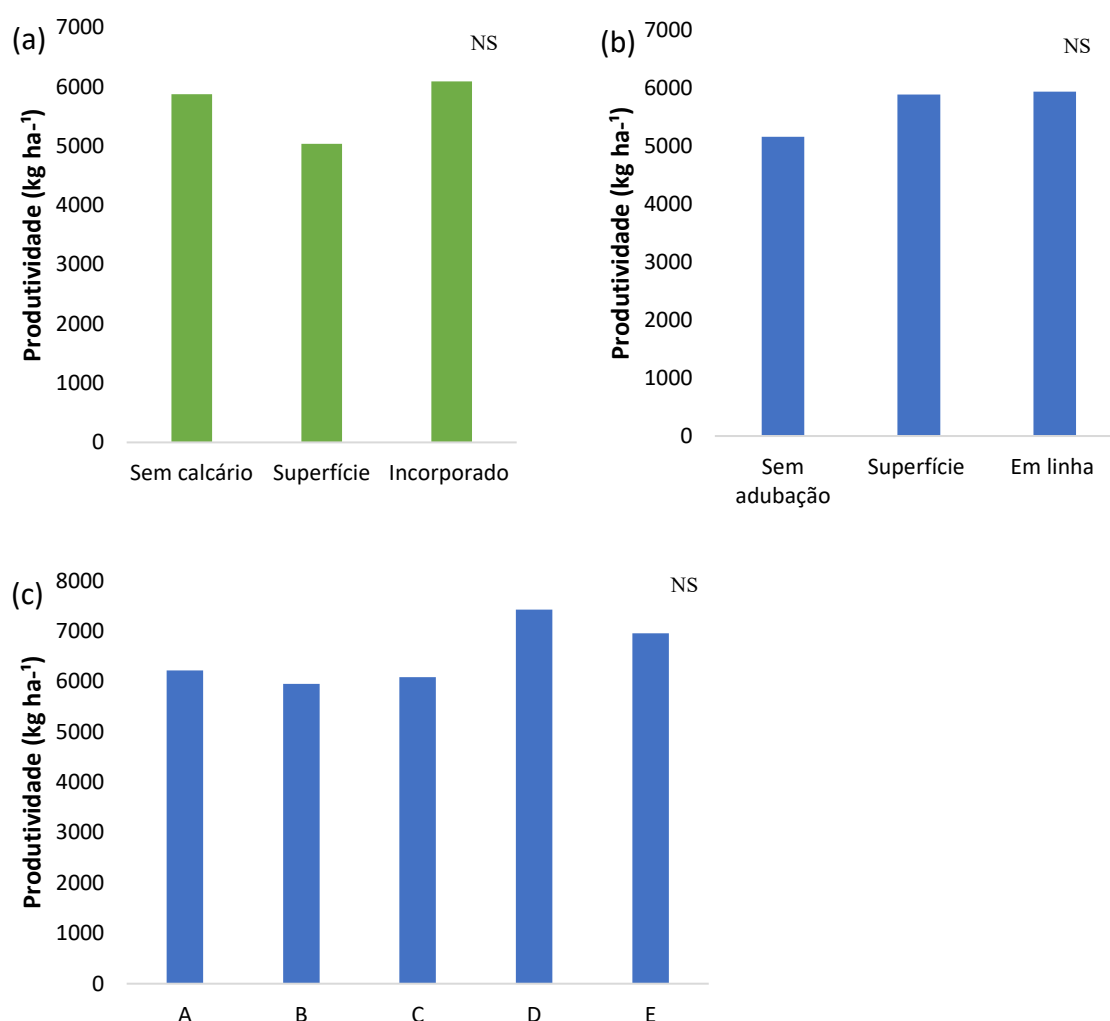 (a)
NS
Produtividade (kg ha-¹)
7000
6000
5000
4000
3000
2000
1000
0
Sem calcário Superfície Incorporado
(b)
NS
Produtividade (kg ha-¹)
7000
6000
5000
4000
3000
2000
1000
0
Sem Superfície Em linha
adubação
(c)
NS
Produtividade (kg ha-¹)
8000
7000
6000
5000
4000
3000
2000
1000
0
A B C D E